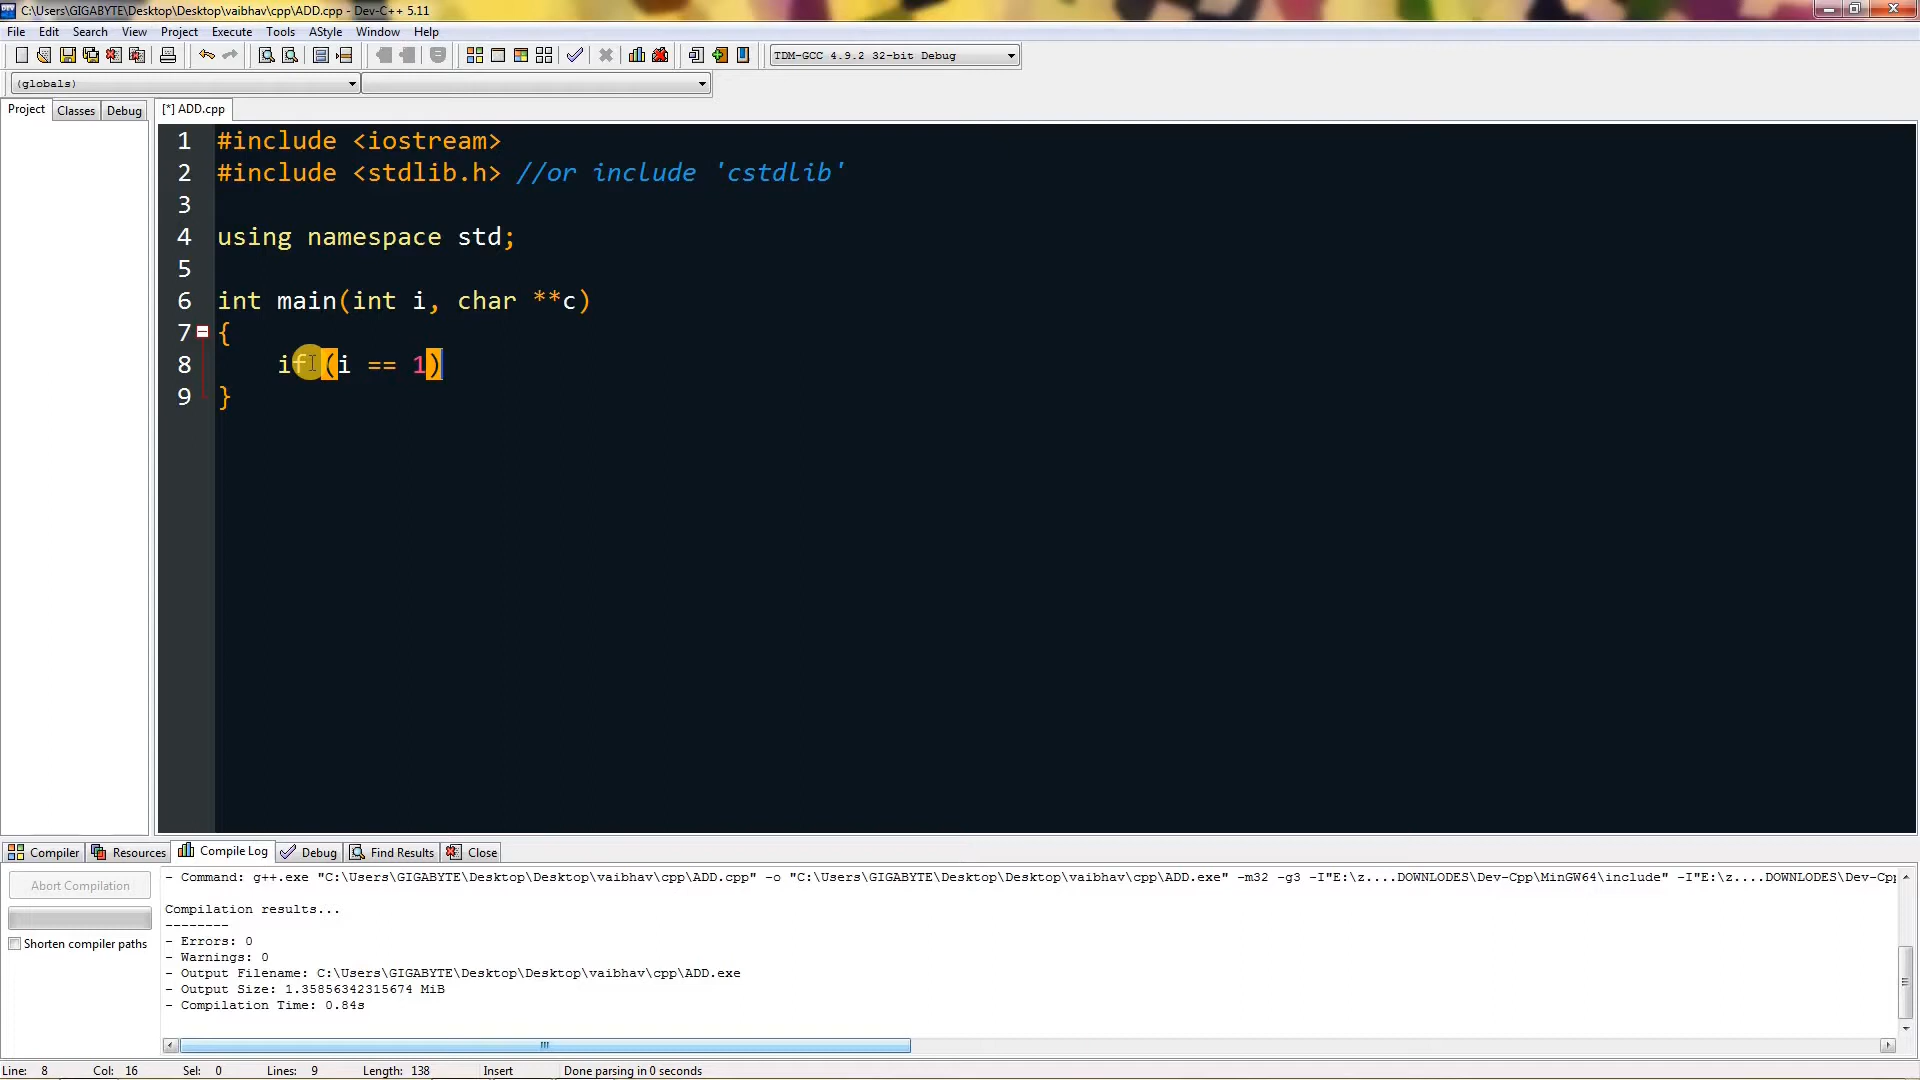 C:\Users\GIGABYTE\Desktop\Desktop\vaibhav\cpp\ADD.cpp - Dev-C++ 5.11
File Edit Search View Project Execute Tools AStyle Window Help
TDM-GCC 4.9.2 32-bit Debug
(globals)
Project Classes Debug [*] ADD.cpp
1 #include <iostream>
2 #include <stdlib.h> //or include 'cstdlib'
3
4 using namespace std;
5
6 int main(int i, char **c)
7 {
8 if (i == 1)
9 }
Compiler Resources Compile Log Debug Find Results Close
Abort Compilation
Shorten compiler paths
- Command: g++.exe "C:\Users\GIGABYTE\Desktop\Desktop\vaibhav\cpp\ADD.cpp" -o "C:\Users\GIGABYTE\Desktop\Desktop\vaibhav\cpp\ADD.exe" -m32 -g3 -I"E:\z....DOWNLODES\Dev-Cpp\MinGW64\include" -I"E:\z....DOWNLODES\Dev-Cpp
Compilation results...
--------
- Errors: 0
- Warnings: 0
- Output Filename: C:\Users\GIGABYTE\Desktop\Desktop\vaibhav\cpp\ADD.exe
- Output Size: 1.35856342315674 MiB
- Compilation Time: 0.84s
Line: 8 Col: 16 Sel: 0 Lines: 9 Length: 138 Insert Done parsing in 0 seconds